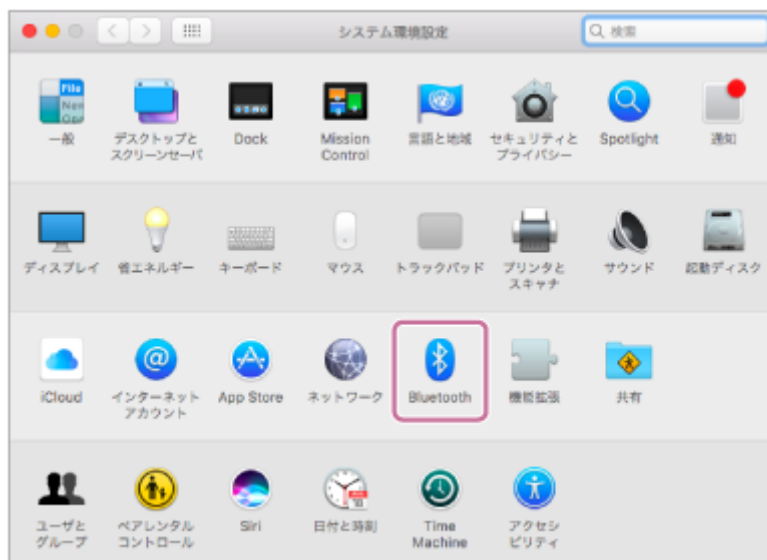 システム環境設定
検索
一般
デスクトップと
スクリーンセーバ
Dock
Mission
Control
言語と地域
セキュリティと
プライバシー
Spotlight
通知
ディスプレイ
省エネルギー
キーボード
マウス
トラックパッド
プリンタと
スキャナ
サウンド
起動ディスク
iCloud
インターネット
アカウント
App Store
ネットワーク
Bluetooth
機能拡張
共有
ユーザと
グループ
ペアレンタル
コントロール
Siri
日付と時刻
Time
Machine
アクセシ
ビリティ